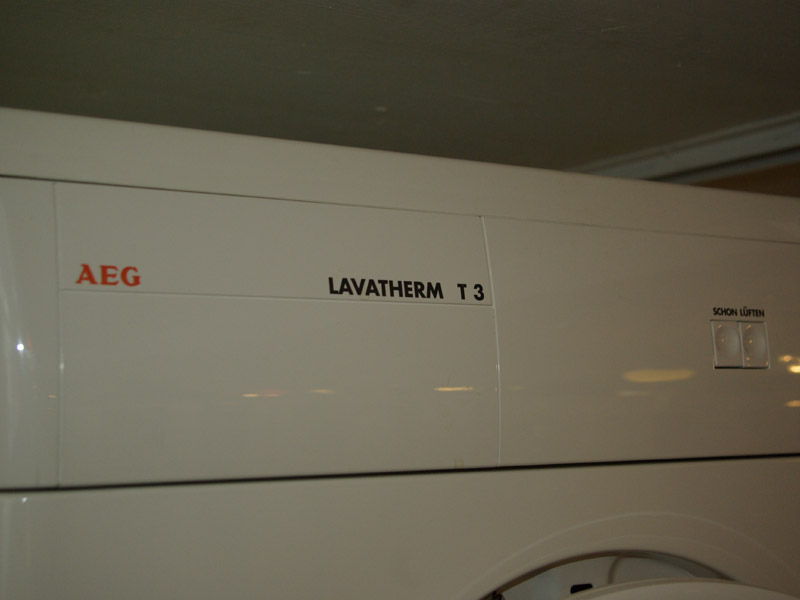 AEG
LAVATHERM T 3
SCHON LÜFTEN